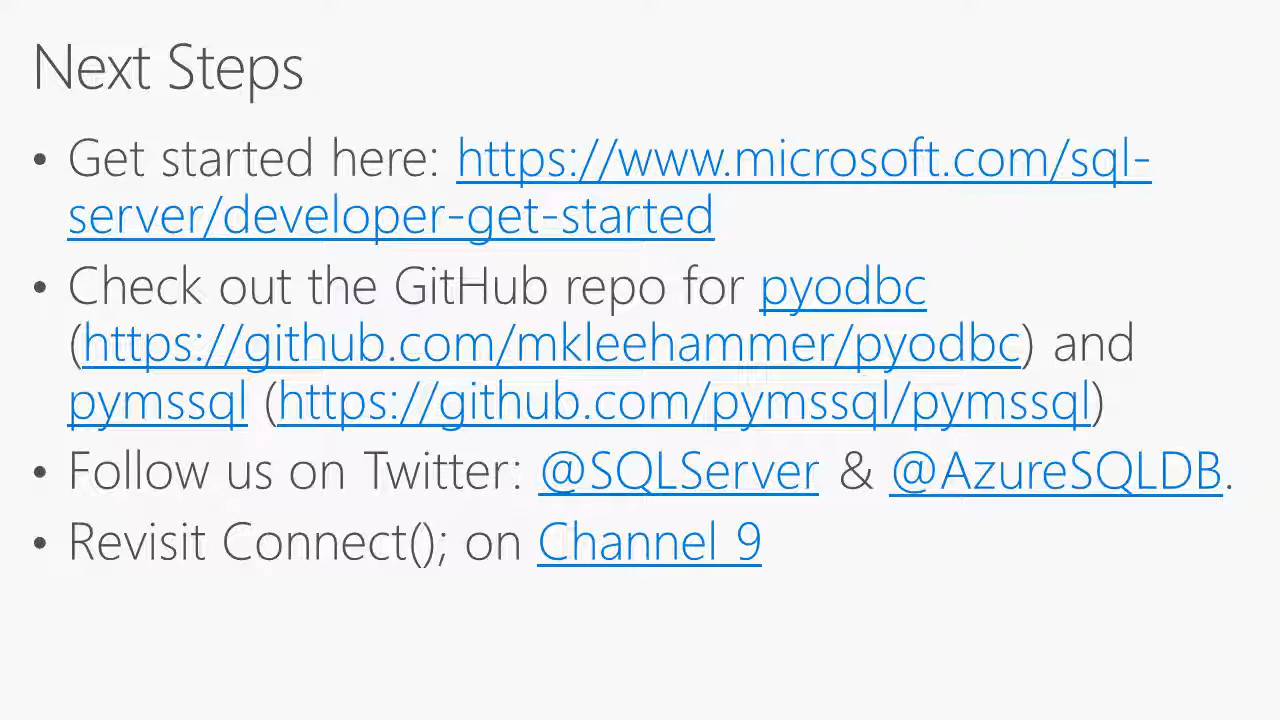 Next Steps
• Get started here: https://www.microsoft.com/sql-
server/developer-get-started
• Check out the GitHub repo for pyodbc
(https://github.com/mkleehammer/pyodbc) and
pymssql (https://github.com/pymssql/pymssql)
• Follow us on Twitter: @SQLServer & @AzureSQLDB.
• Revisit Connect(); on Channel 9